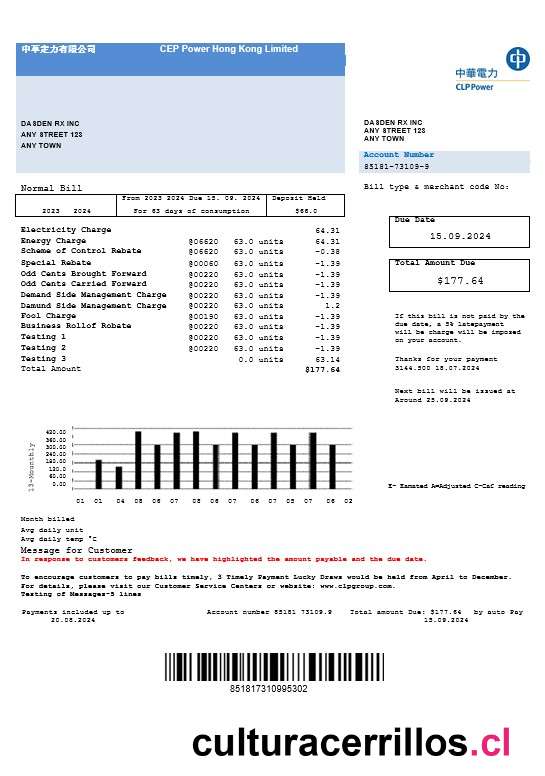 中華定力有限公司 CEP Power Hong Kong Limited
中
中華電力
CLP Power
DASDEN RX INC
ANY STREET 123
ANY TOWN
DASDEN RX INC
ANY STREET 123
ANY TOWN
Account Number
85181-73109-9
Normal Bill
Bill type & merchant code No:
From 2023 2024 Due 15. 09. 2024 Deposit Held
2023 2024 For 63 days of consumption $66.0
Due Date
15.09.2024
Electricity Charge 64.31
Energy Charge @06620 63.0 units 64.31
Scheme of Control Rebate @06620 63.0 units -0.38
Special Rebate @00060 63.0 units -1.39
Odd Cents Brought Forward @00220 63.0 units -1.39
Odd Cents Carried Forward @00220 63.0 units -1.39
Demand Side Management Charge @00220 63.0 units -1.39
Damund Side Management Charge @00220 63.0 units 1.2
Fool Charge @00190 63.0 units -1.39
Business Rollof Robate @00220 63.0 units -1.39
Testing 1 @00220 63.0 units -1.39
Testing 2 @00220 63.0 units -1.39
Testing 3 0.0 units 63.14
Total Amount $177.64
Total Amount Due:
$177.64
If this bill is not paid by the
due date, a 5% latepayment
will be charge will be imposed
on your account.
Thanks for your payment
3144.500 18.07.2024
Next bill will be issued at
Around 25.09.2024
420.00
360.00
300.00
240.00
180.0
120.0
60.00
0.00
13-Mounthly
01 01 04 05 06 07 08 06 07 08 07 05 07 06 02
E- Esmated A=Adjusted C-CaC reading
Month billed
Avg daily unit
Avg daily temp °C
Message for Customer
In response to customers feedback, we have highlighted the amount payable and the due date.
To encourage customers to pay bills timely, 3 Timely Payment Lucky Draws would be held from April to December.
For details, please visit our Customer Service Centers or website: www.clpgroup.com.
Testing of Messages-5 lines
Payments included up to Account number 85181 73109.9 Total amount Due: $177.64 by auto Pay
20.08.2024 15.09.2024
851817310995302
culturacerrillos.cl